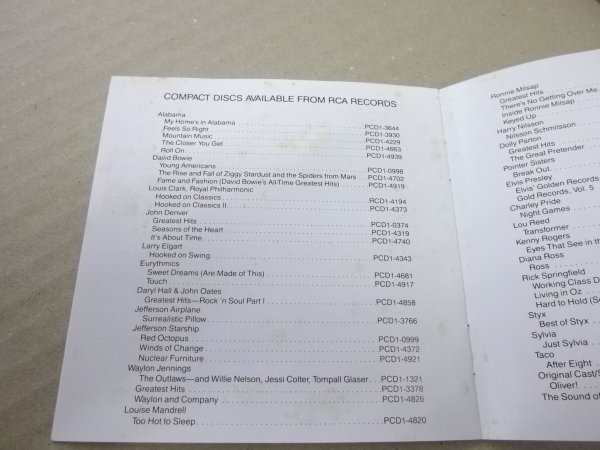 COMPACT DISCS AVAILABLE FROM RCA RECORDS
Alabama
My Home's in Alabama . . . PCD1-3644
Feels So Right . . . PCD1-3930
Mountain Music . . . PCD1-4229
The Closer You Get . . . PCD1-4663
Roll On . . . PCD1-4939
David Bowie
Young Americans . . . PCD1-0998
The Rise and Fall of Ziggy Stardust and the Spiders from Mars . . . PCD1-4702
Fame and Fashion (David Bowie's All-Time Greatest Hits) . . . PCD1-4919
Louis Clark, Royal Philharmonic
Hooked on Classics . . . RCD1-4194
Hooked on Classics II . . . PCD1-4373
John Denver
Greatest Hits . . . PCD1-0374
Seasons of the Heart . . . PCD1-4319
It's About Time . . . PCD1-4740
Larry Elgart
Hooked on Swing . . . PCD1-4343
Eurythmics
Sweet Dreams (Are Made of This) . . . PCD1-4681
Touch . . . PCD1-4917
Daryl Hall & John Oates
Greatest Hits—Rock 'n Soul Part I . . . PCD1-4858
Jefferson Airplane
Surrealistic Pillow . . . PCD1-3766
Jefferson Starship
Red Octopus . . . PCD1-0999
Winds of Change . . . PCD1-4372
Nuclear Furniture . . . PCD1-4921
Waylon Jennings
The Outlaws—and Willie Nelson, Jessi Colter, Tompall Glaser . . . PCD1-1321
Greatest Hits . . . PCD1-3378
Waylon and Company . . . PCD1-4826
Louise Mandrell
Too Hot to Sleep . . . PCD1-4820
Ronnie Milsap
Greatest Hits
There's No Getting Over Me
Inside Ronnie Milsap
Keyed Up
Harry Nilsson
Nilsson Schmilsson
Dolly Parton
Greatest Hits
The Great Pretender
Pointer Sisters
Break Out
Elvis Presley
Elvis' Golden Records
Gold Records, Vol. 5
Charley Pride
Night Games
Lou Reed
Transformer
Kenny Rogers
Eyes That See in the
Diana Ross
Ross
Rick Springfield
Working Class D
Living in Oz
Hard to Hold (S
Styx
Best of Styx
Sylvia
Just Sylvia
Taco
After Eight
Original Cast/S
Oliver!
The Sound of